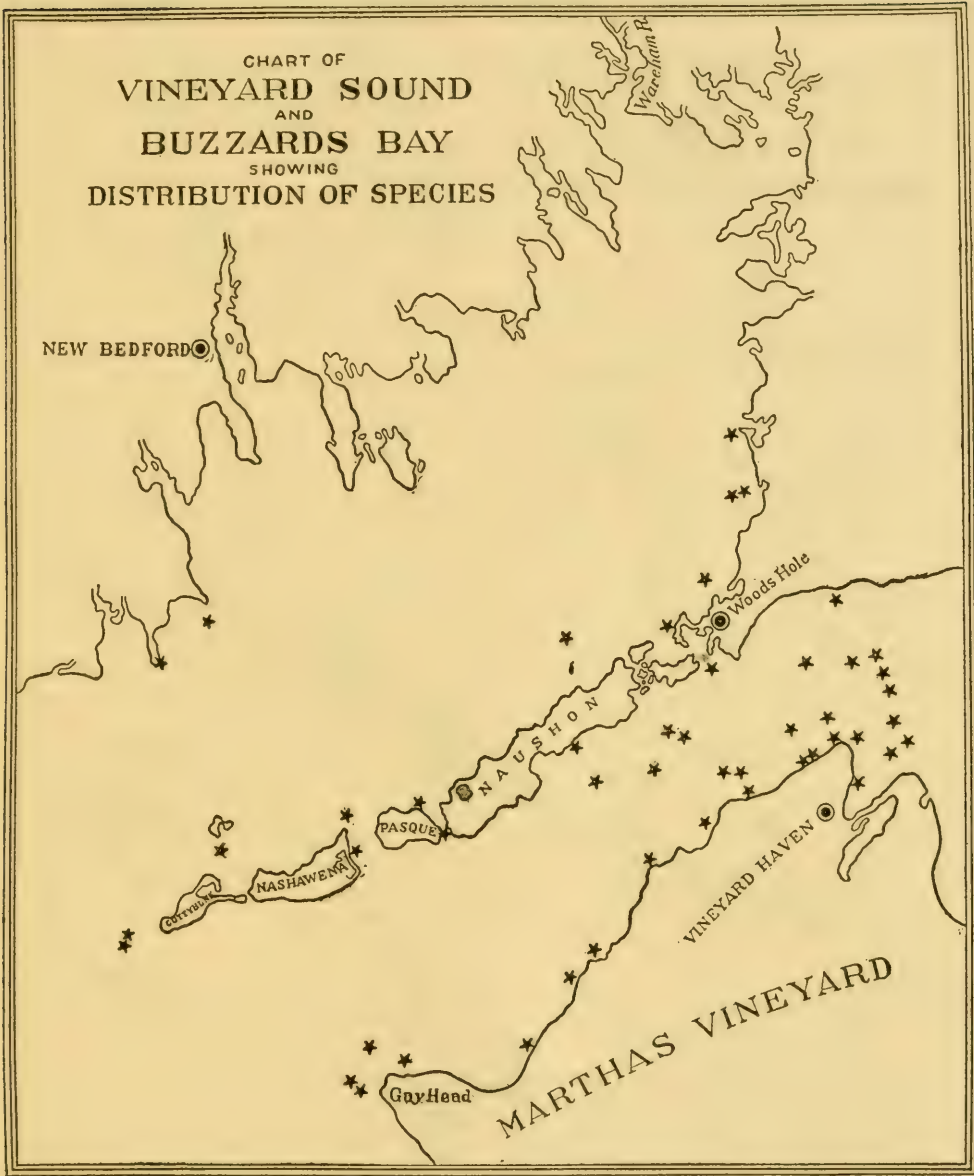 CHART OF
VINEYARD SOUND
AND
BUZZARDS BAY
SHOWING
DISTRIBUTION OF SPECIES
Wareham R.
NEW BEDFORD
Woods Hole
NAUSHON
PASQUE
NASHAWENA
CUTTYHUNK
VINEYARD HAVEN
MARTHAS VINEYARD
Gay Head